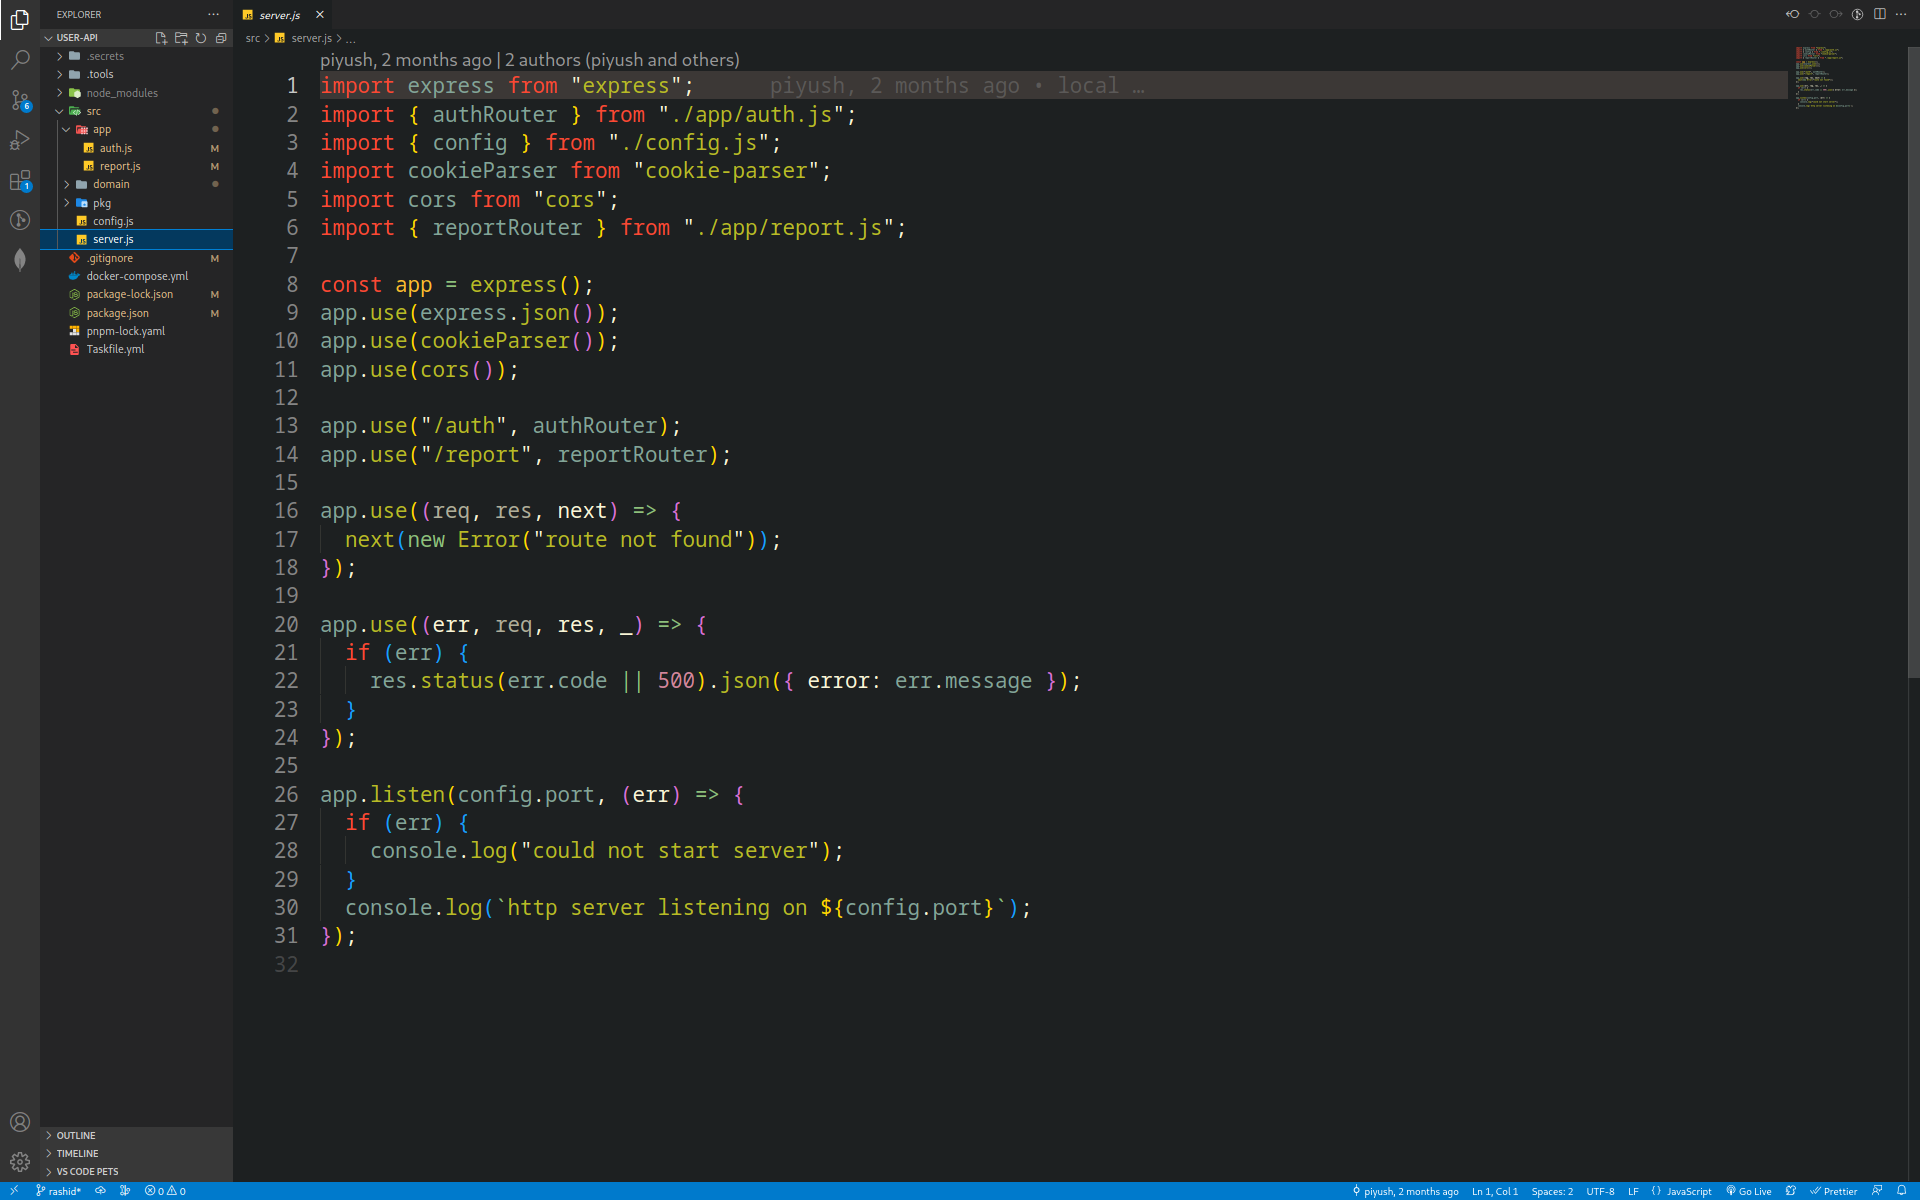 EXPLORER
server.js
USER-API
src > server.js > ...
.secrets
.tools
node_modules
src
app
auth.js M
report.js M
domain
pkg
config.js
server.js
.gitignore M
docker-compose.yml
package-lock.json M
package.json M
pnpm-lock.yaml
Taskfile.yml
6
1
piyush, 2 months ago | 2 authors (piyush and others)
1 import express from "express"; piyush, 2 months ago • local …
2 import { authRouter } from "./app/auth.js";
3 import { config } from "./config.js";
4 import cookieParser from "cookie-parser";
5 import cors from "cors";
6 import { reportRouter } from "./app/report.js";
7
8 const app = express();
9 app.use(express.json());
10 app.use(cookieParser());
11 app.use(cors());
12
13 app.use("/auth", authRouter);
14 app.use("/report", reportRouter);
15
16 app.use((req, res, next) => {
17   next(new Error("route not found"));
18 });
19
20 app.use((err, req, res, _) => {
21   if (err) {
22     res.status(err.code || 500).json({ error: err.message });
23   }
24 });
25
26 app.listen(config.port, (err) => {
27   if (err) {
28     console.log("could not start server");
29   }
30   console.log(`http server listening on ${config.port}`);
31 });
32
OUTLINE
TIMELINE
VS CODE PETS
rashid* 0 0 piyush, 2 months ago Ln 1, Col 1 Spaces: 2 UTF-8 LF {} JavaScript Go Live Prettier